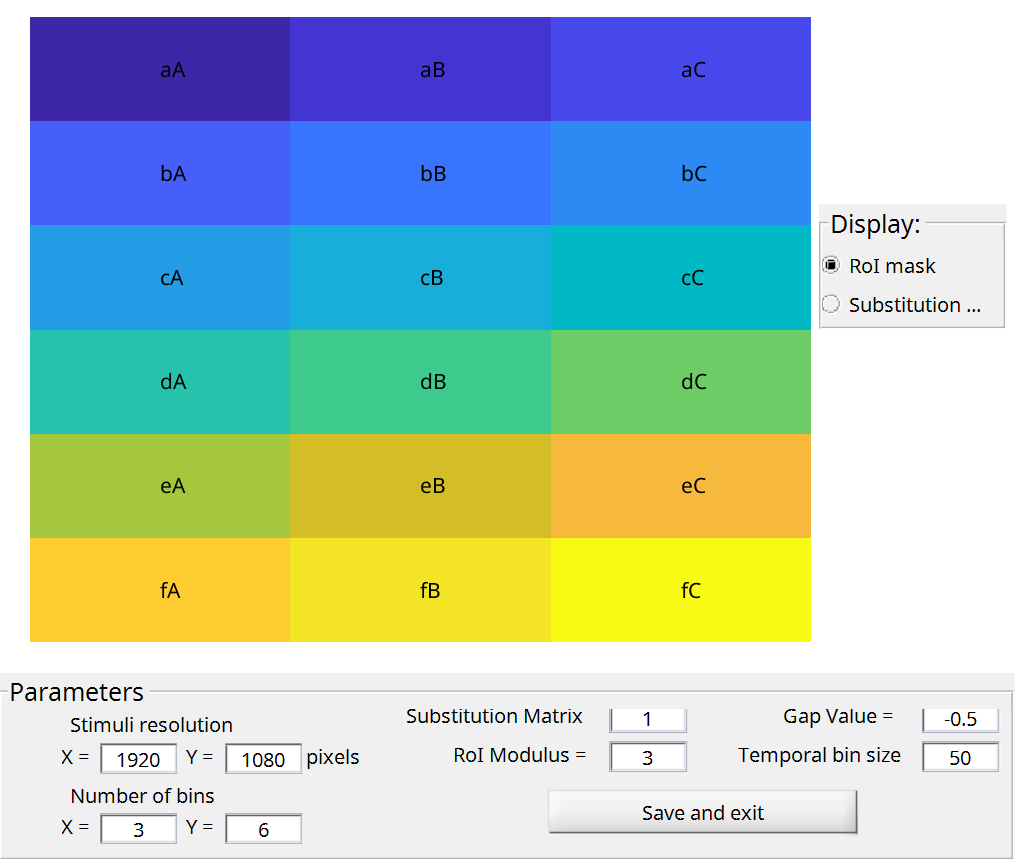 aA aB aC
bA bB bC
cA cB cC
dA dB dC
eA eB eC
fA fB fC
Display:
RoI mask
Substitution ...
Parameters
Stimuli resolution
X = 1920 Y = 1080 pixels
Number of bins
X = 3 Y = 6
Substitution Matrix 1
RoI Modulus = 3
Gap Value = -0.5
Temporal bin size 50
Save and exit